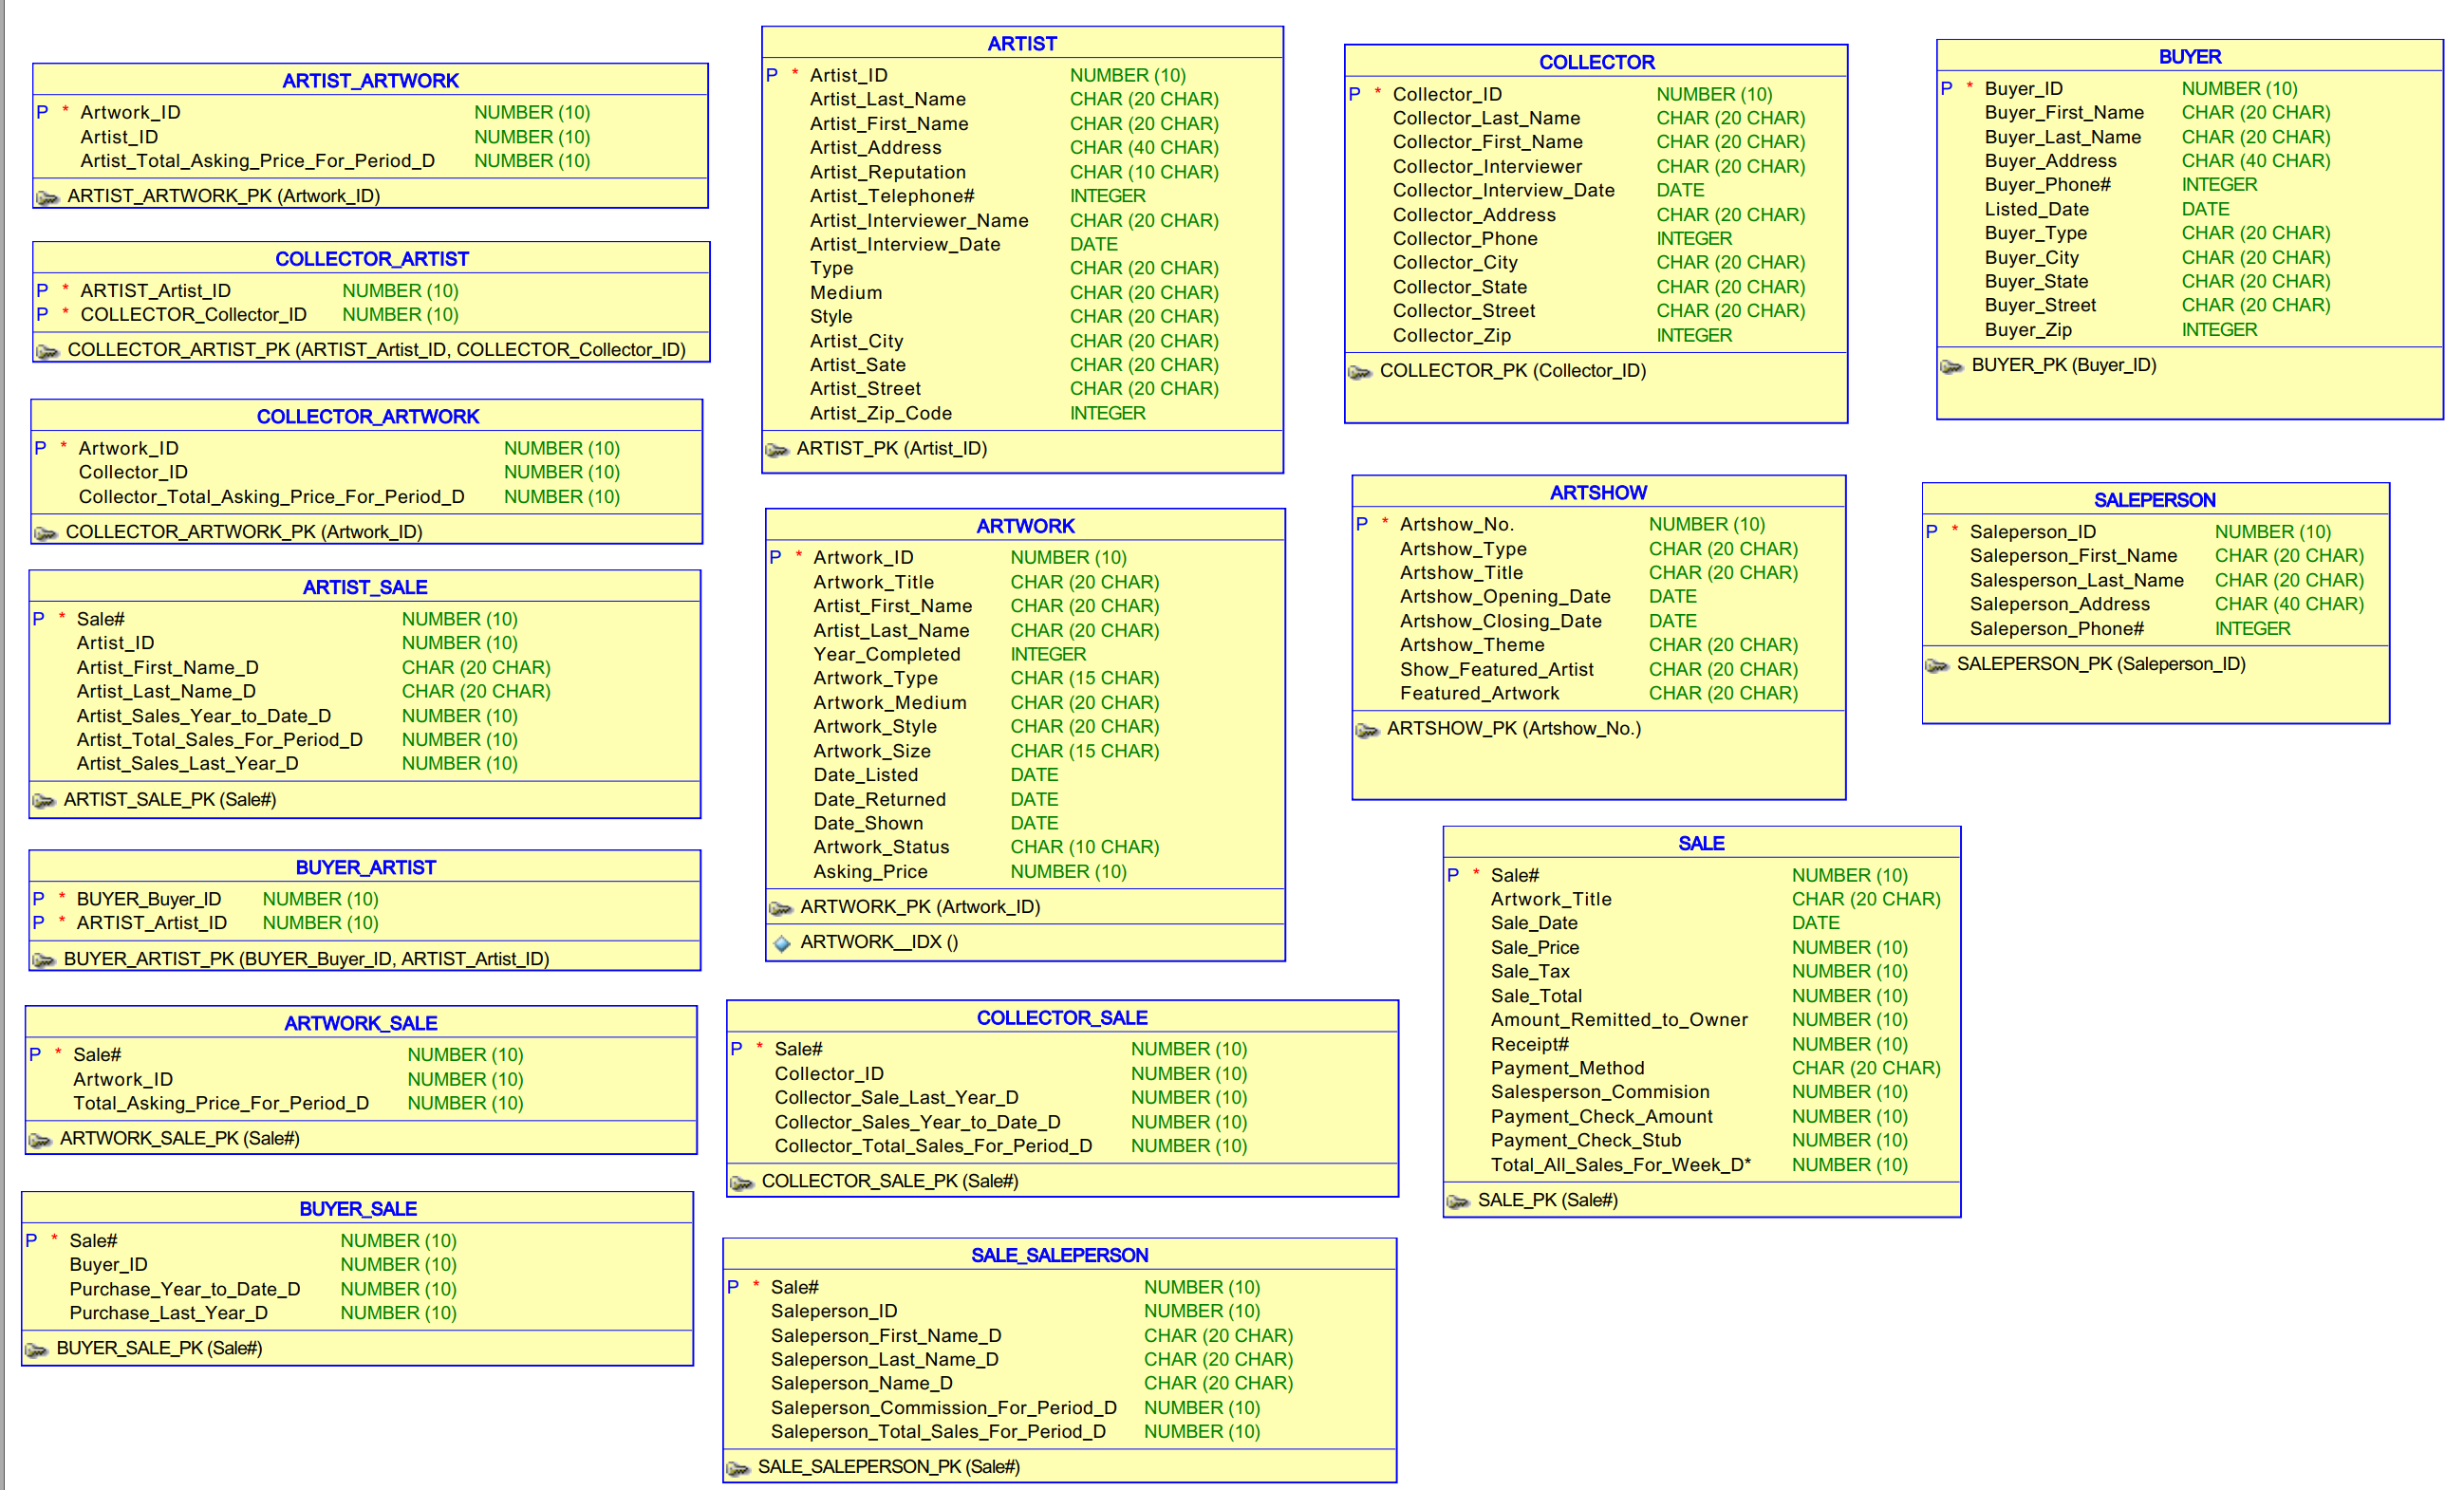 ARTIST_ARTWORK
P * Artwork_ID NUMBER (10)
Artist_ID NUMBER (10)
Artist_Total_Asking_Price_For_Period_D NUMBER (10)
ARTIST_ARTWORK_PK (Artwork_ID)
COLLECTOR_ARTIST
P * ARTIST_Artist_ID NUMBER (10)
P * COLLECTOR_Collector_ID NUMBER (10)
COLLECTOR_ARTIST_PK (ARTIST_Artist_ID, COLLECTOR_Collector_ID)
COLLECTOR_ARTWORK
P * Artwork_ID NUMBER (10)
Collector_ID NUMBER (10)
Collector_Total_Asking_Price_For_Period_D NUMBER (10)
COLLECTOR_ARTWORK_PK (Artwork_ID)
ARTIST_SALE
P * Sale# NUMBER (10)
Artist_ID NUMBER (10)
Artist_First_Name_D CHAR (20 CHAR)
Artist_Last_Name_D CHAR (20 CHAR)
Artist_Sales_Year_to_Date_D NUMBER (10)
Artist_Total_Sales_For_Period_D NUMBER (10)
Artist_Sales_Last_Year_D NUMBER (10)
ARTIST_SALE_PK (Sale#)
BUYER_ARTIST
P * BUYER_Buyer_ID NUMBER (10)
P * ARTIST_Artist_ID NUMBER (10)
BUYER_ARTIST_PK (BUYER_Buyer_ID, ARTIST_Artist_ID)
ARTWORK_SALE
P * Sale# NUMBER (10)
Artwork_ID NUMBER (10)
Total_Asking_Price_For_Period_D NUMBER (10)
ARTWORK_SALE_PK (Sale#)
BUYER_SALE
P * Sale# NUMBER (10)
Buyer_ID NUMBER (10)
Purchase_Year_to_Date_D NUMBER (10)
Purchase_Last_Year_D NUMBER (10)
BUYER_SALE_PK (Sale#)
ARTIST
P * Artist_ID NUMBER (10)
Artist_Last_Name CHAR (20 CHAR)
Artist_First_Name CHAR (20 CHAR)
Artist_Address CHAR (40 CHAR)
Artist_Reputation CHAR (10 CHAR)
Artist_Telephone# INTEGER
Artist_Interviewer_Name CHAR (20 CHAR)
Artist_Interview_Date DATE
Type CHAR (20 CHAR)
Medium CHAR (20 CHAR)
Style CHAR (20 CHAR)
Artist_City CHAR (20 CHAR)
Artist_Sate CHAR (20 CHAR)
Artist_Street CHAR (20 CHAR)
Artist_Zip_Code INTEGER
ARTIST_PK (Artist_ID)
ARTWORK
P * Artwork_ID NUMBER (10)
Artwork_Title CHAR (20 CHAR)
Artist_First_Name CHAR (20 CHAR)
Artist_Last_Name CHAR (20 CHAR)
Year_Completed INTEGER
Artwork_Type CHAR (15 CHAR)
Artwork_Medium CHAR (20 CHAR)
Artwork_Style CHAR (20 CHAR)
Artwork_Size CHAR (15 CHAR)
Date_Listed DATE
Date_Returned DATE
Date_Shown DATE
Artwork_Status CHAR (10 CHAR)
Asking_Price NUMBER (10)
ARTWORK_PK (Artwork_ID)
ARTWORK__IDX ()
COLLECTOR_SALE
P * Sale# NUMBER (10)
Collector_ID NUMBER (10)
Collector_Sale_Last_Year_D NUMBER (10)
Collector_Sales_Year_to_Date_D NUMBER (10)
Collector_Total_Sales_For_Period_D NUMBER (10)
COLLECTOR_SALE_PK (Sale#)
SALE_SALEPERSON
P * Sale# NUMBER (10)
Saleperson_ID NUMBER (10)
Saleperson_First_Name_D CHAR (20 CHAR)
Saleperson_Last_Name_D CHAR (20 CHAR)
Saleperson_Name_D CHAR (20 CHAR)
Saleperson_Commission_For_Period_D NUMBER (10)
Saleperson_Total_Sales_For_Period_D NUMBER (10)
SALE_SALEPERSON_PK (Sale#)
COLLECTOR
P * Collector_ID NUMBER (10)
Collector_Last_Name CHAR (20 CHAR)
Collector_First_Name CHAR (20 CHAR)
Collector_Interviewer CHAR (20 CHAR)
Collector_Interview_Date DATE
Collector_Address CHAR (20 CHAR)
Collector_Phone INTEGER
Collector_City CHAR (20 CHAR)
Collector_State CHAR (20 CHAR)
Collector_Street CHAR (20 CHAR)
Collector_Zip INTEGER
COLLECTOR_PK (Collector_ID)
ARTSHOW
P * Artshow_No. NUMBER (10)
Artshow_Type CHAR (20 CHAR)
Artshow_Title CHAR (20 CHAR)
Artshow_Opening_Date DATE
Artshow_Closing_Date DATE
Artshow_Theme CHAR (20 CHAR)
Show_Featured_Artist CHAR (20 CHAR)
Featured_Artwork CHAR (20 CHAR)
ARTSHOW_PK (Artshow_No.)
SALE
P * Sale# NUMBER (10)
Artwork_Title CHAR (20 CHAR)
Sale_Date DATE
Sale_Price NUMBER (10)
Sale_Tax NUMBER (10)
Sale_Total NUMBER (10)
Amount_Remitted_to_Owner NUMBER (10)
Receipt# NUMBER (10)
Payment_Method CHAR (20 CHAR)
Salesperson_Commision NUMBER (10)
Payment_Check_Amount NUMBER (10)
Payment_Check_Stub NUMBER (10)
Total_All_Sales_For_Week_D* NUMBER (10)
SALE_PK (Sale#)
BUYER
P * Buyer_ID NUMBER (10)
Buyer_First_Name CHAR (20 CHAR)
Buyer_Last_Name CHAR (20 CHAR)
Buyer_Address CHAR (40 CHAR)
Buyer_Phone# INTEGER
Listed_Date DATE
Buyer_Type CHAR (20 CHAR)
Buyer_City CHAR (20 CHAR)
Buyer_State CHAR (20 CHAR)
Buyer_Street CHAR (20 CHAR)
Buyer_Zip INTEGER
BUYER_PK (Buyer_ID)
SALEPERSON
P * Saleperson_ID NUMBER (10)
Saleperson_First_Name CHAR (20 CHAR)
Salesperson_Last_Name CHAR (20 CHAR)
Saleperson_Address CHAR (40 CHAR)
Saleperson_Phone# INTEGER
SALEPERSON_PK (Saleperson_ID)